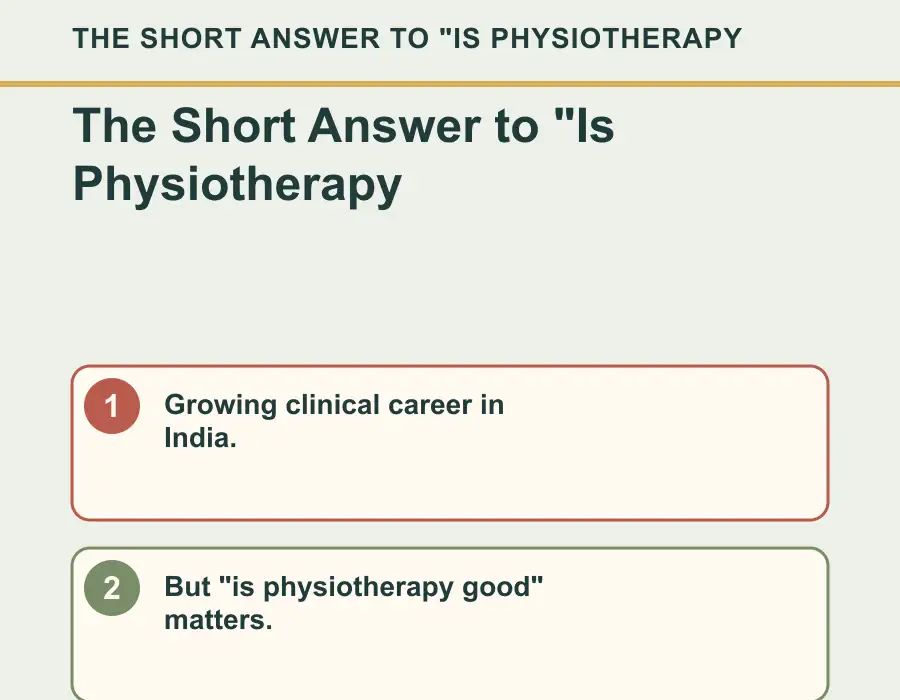 THE SHORT ANSWER TO "IS PHYSIOTHERAPY
The Short Answer to "Is
Physiotherapy
1
Growing clinical career in
India.
2
But "is physiotherapy good"
matters.